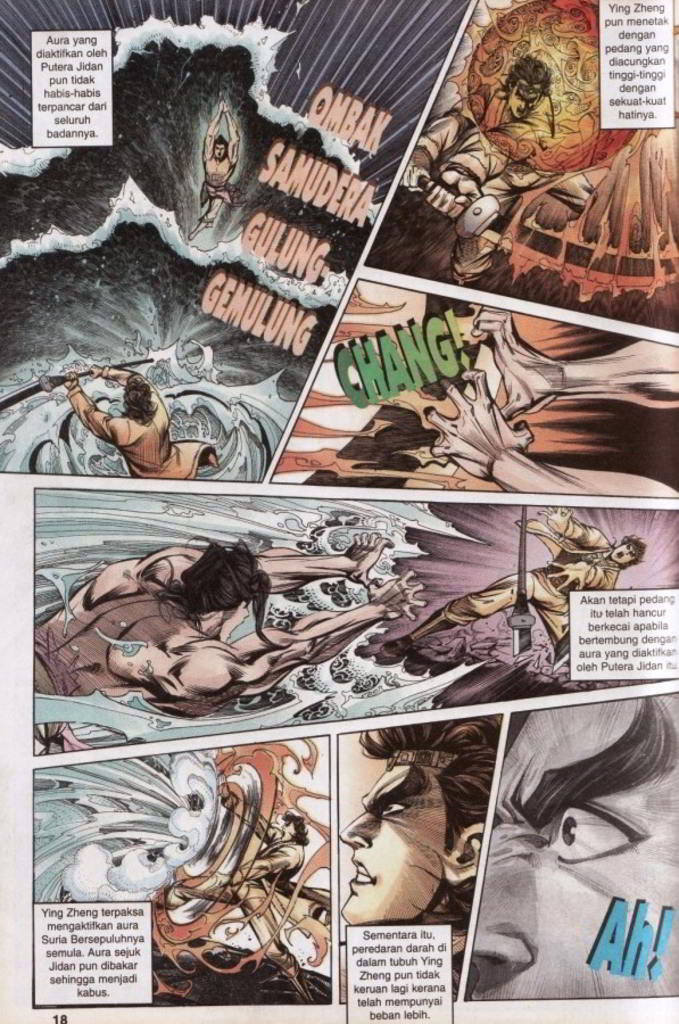 Aura yang
diaktifkan oleh
Putera Jidan
pun tidak
habis-habis
terpancar dari
seluruh
badannya.
OMBAK
SAMUDERA
GULUNG
GEMULUNG
Ying Zheng
pun menetak
dengan
pedang yang
diacungkan
tinggi-tinggi
dengan
sekuat-kuat
hatinya.
CHANG!
Akan tetapi pedang
itu telah hancur
berkecai apabila
bertembung dengan
aura yang diaktifkan
oleh Putera Jidan itu.
Ying Zheng terpaksa
mengaktifkan aura
Suria Bersepuluhnya
semula. Aura sejuk
Jidan pun dibakar
sehingga menjadi
kabus.
Sementara itu,
peredaran darah di
dalam tubuh Ying
Zheng pun tidak
keruan lagi kerana
telah mempunyai
beban lebih.
Ah!
18